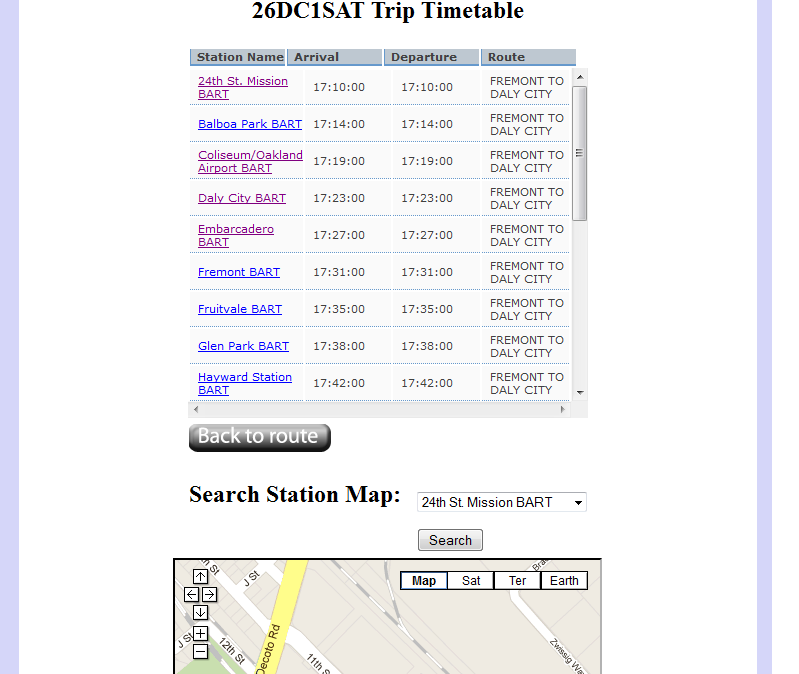 26DC1SAT Trip Timetable
Station Name Arrival Departure Route
24th St. Mission BART 17:10:00 17:10:00 FREMONT TO DALY CITY
Balboa Park BART 17:14:00 17:14:00 FREMONT TO DALY CITY
Coliseum/Oakland Airport BART 17:19:00 17:19:00 FREMONT TO DALY CITY
Daly City BART 17:23:00 17:23:00 FREMONT TO DALY CITY
Embarcadero BART 17:27:00 17:27:00 FREMONT TO DALY CITY
Fremont BART 17:31:00 17:31:00 FREMONT TO DALY CITY
Fruitvale BART 17:35:00 17:35:00 FREMONT TO DALY CITY
Glen Park BART 17:38:00 17:38:00 FREMONT TO DALY CITY
Hayward Station BART 17:42:00 17:42:00 FREMONT TO DALY CITY
Back to route
Search Station Map: 24th St. Mission BART
Search
Map Sat Ter Earth
J St
J St
12th St
11th St
Decoto Rd
Zwissig